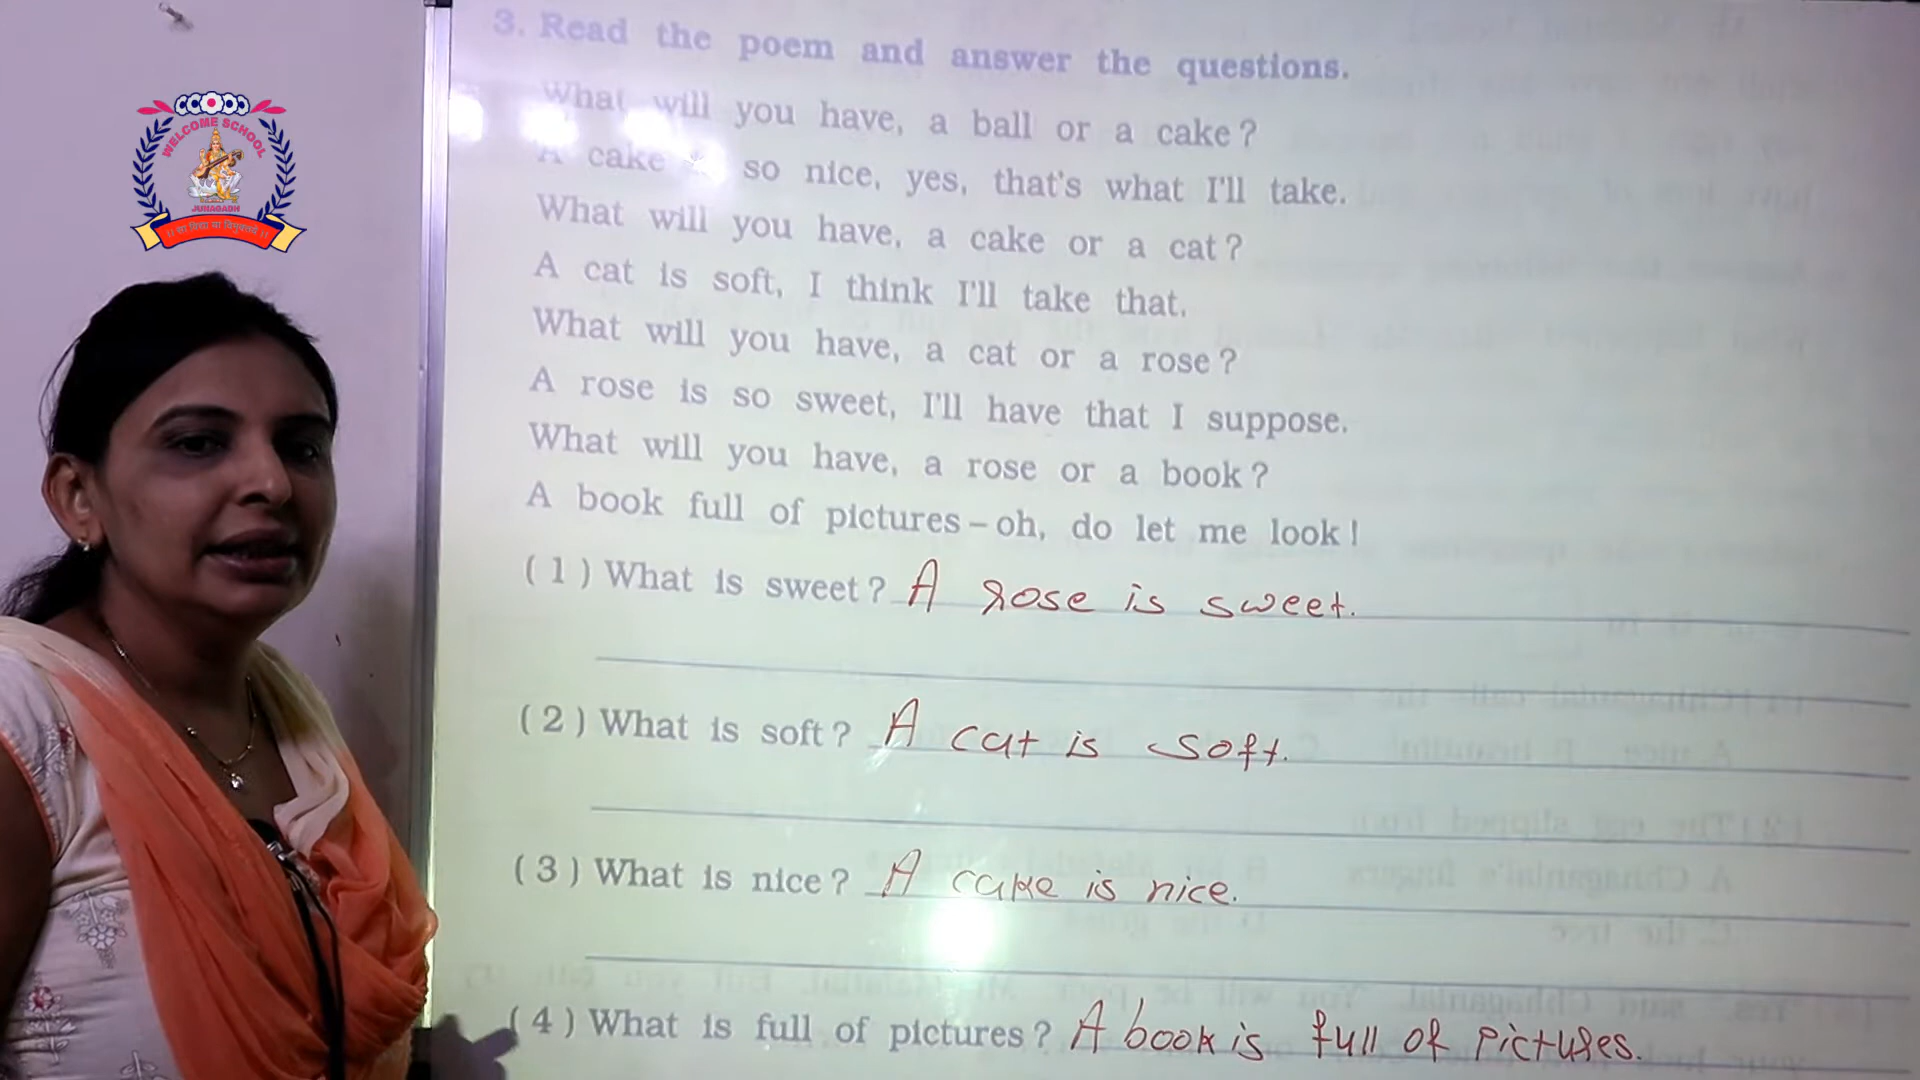 WELCOME SCHOOL
JUNAGADH
3. Read the poem and answer the questions.
What will you have, a ball or a cake?
A cake so nice, yes, that's what I'll take.
What will you have, a cake or a cat?
A cat is soft, I think I'll take that.
What will you have, a cat or a rose?
A rose is so sweet, I'll have that I suppose.
What will you have, a rose or a book?
A book full of pictures – oh, do let me look!
(1) What is sweet? A rose is sweet.
(2) What is soft? A cat is soft.
(3) What is nice? A cake is nice.
(4) What is full of pictures? A book is full of pictures.